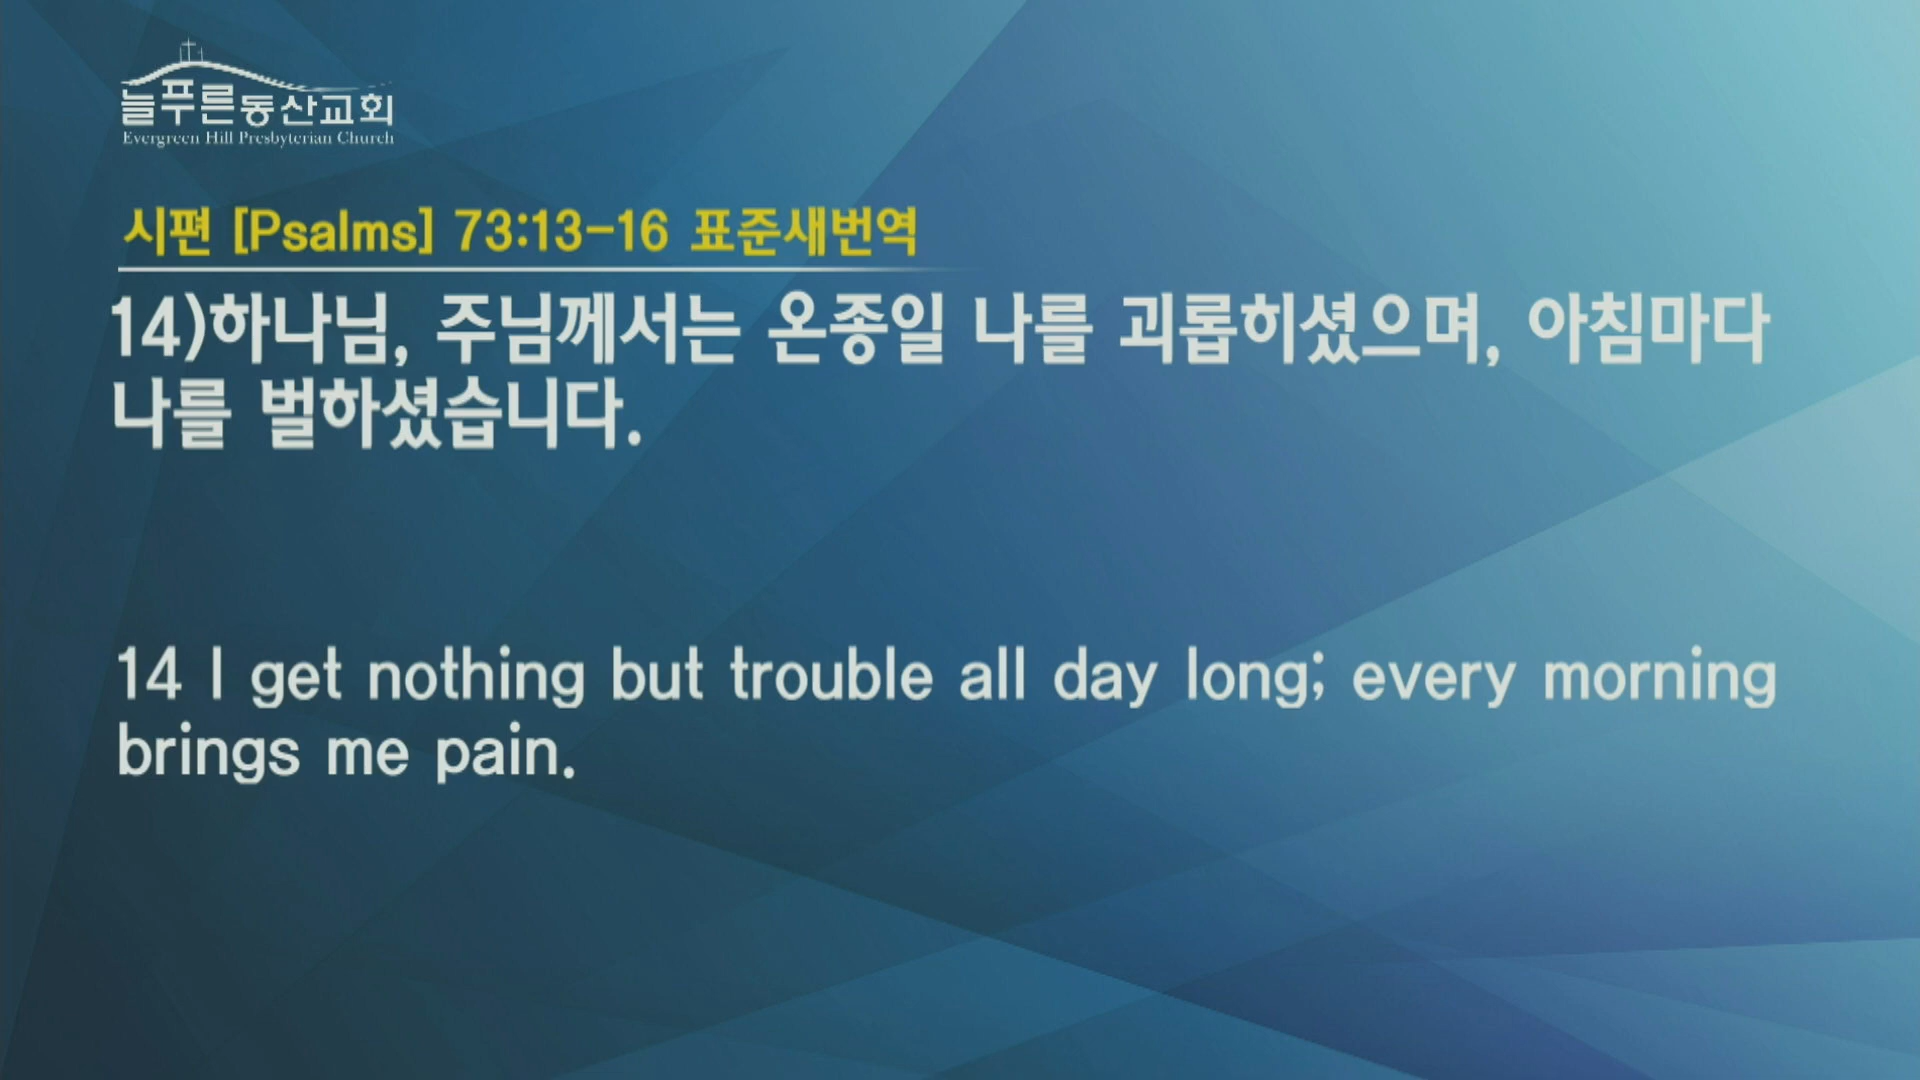 늘푸른동산교회
Evergreen Hill Presbyterian Church
시편 [Psalms] 73:13-16 표준새번역
14)하나님, 주님께서는 온종일 나를 괴롭히셨으며, 아침마다
나를 벌하셨습니다.
14 I get nothing but trouble all day long; every morning
brings me pain.